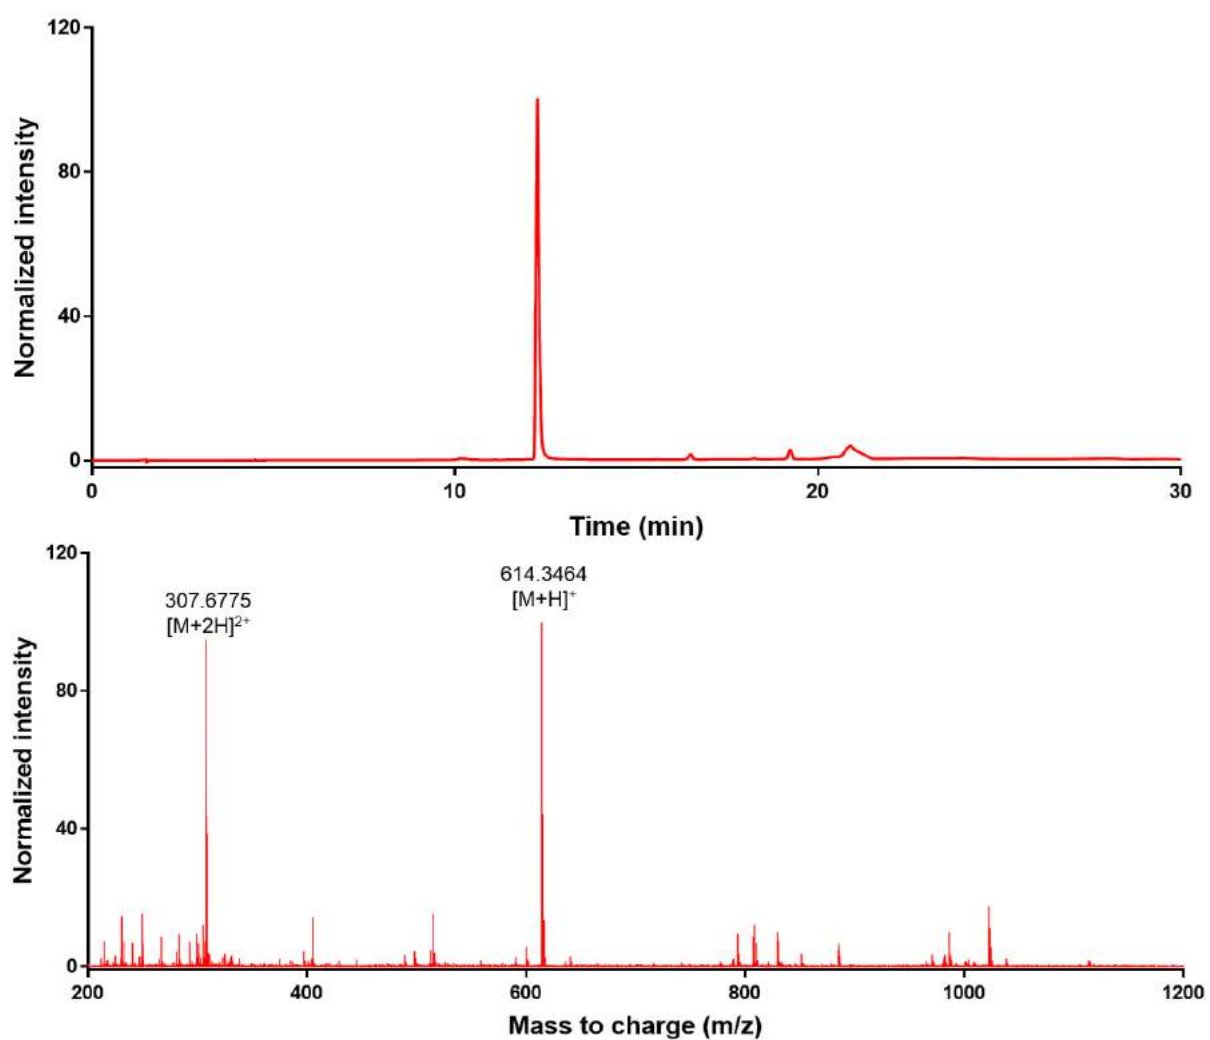 120
80
40
0
Normalized intensity
0 10 20 30
Time (min)
120
80
40
0
Normalized intensity
614.3464
[M+H]⁺
307.6775
[M+2H]²⁺
200 400 600 800 1000 1200
Mass to charge (m/z)